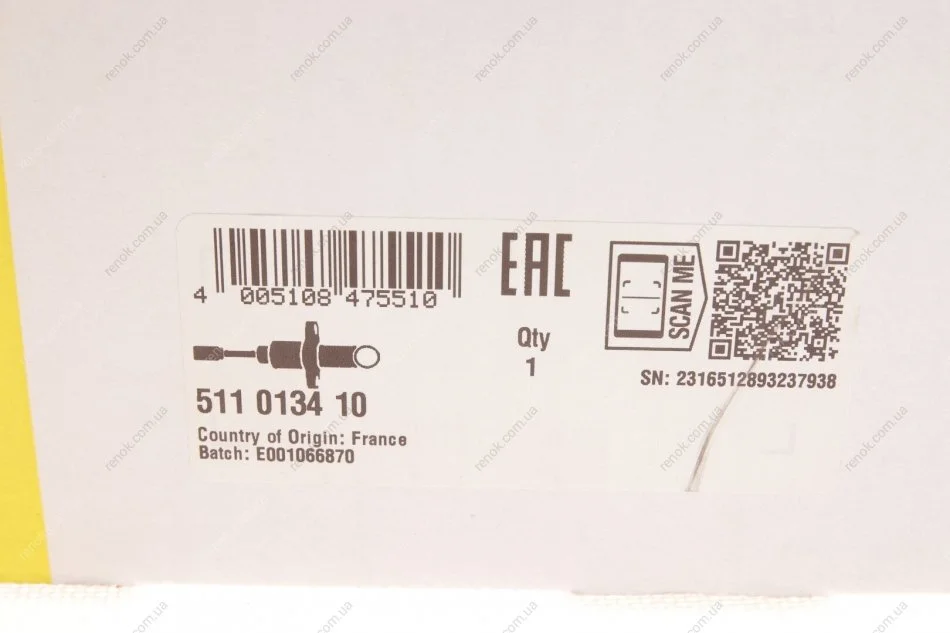 4 005108 475510
EAC
Qty
1
SCAN ME
SN: 2316512893237938
511 0134 10
Country of Origin: France
Batch: E001066870
renok.com.ua